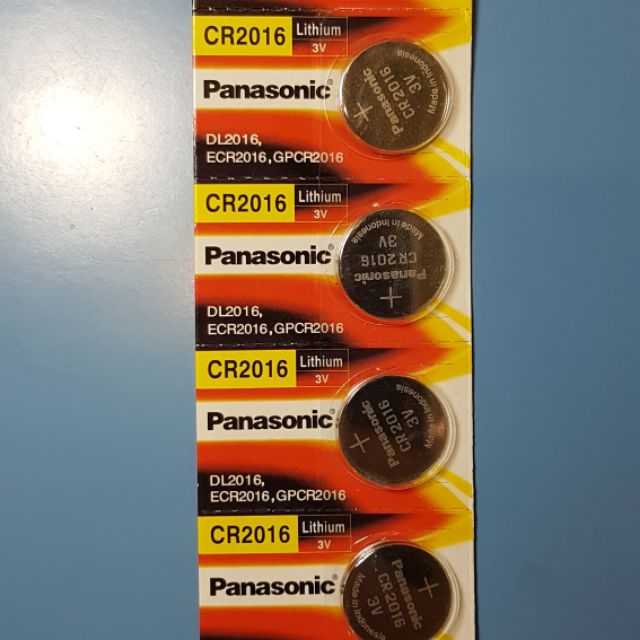 CR2016 Lithium 3V
Panasonic®
Panasonic
CR2016
3V
Made in Indonesia
DL2016,
ECR2016,GPCR2016
CR2016 Lithium 3V
Panasonic®
Panasonic
CR2016
3V
Made in Indonesia
DL2016,
ECR2016,GPCR2016
CR2016 Lithium 3V
Panasonic®
Panasonic
CR2016
3V
Made in Indonesia
DL2016,
ECR2016,GPCR2016
CR2016 Lithium 3V
Panasonic®
Panasonic
CR2016
3V
Made in Indonesia